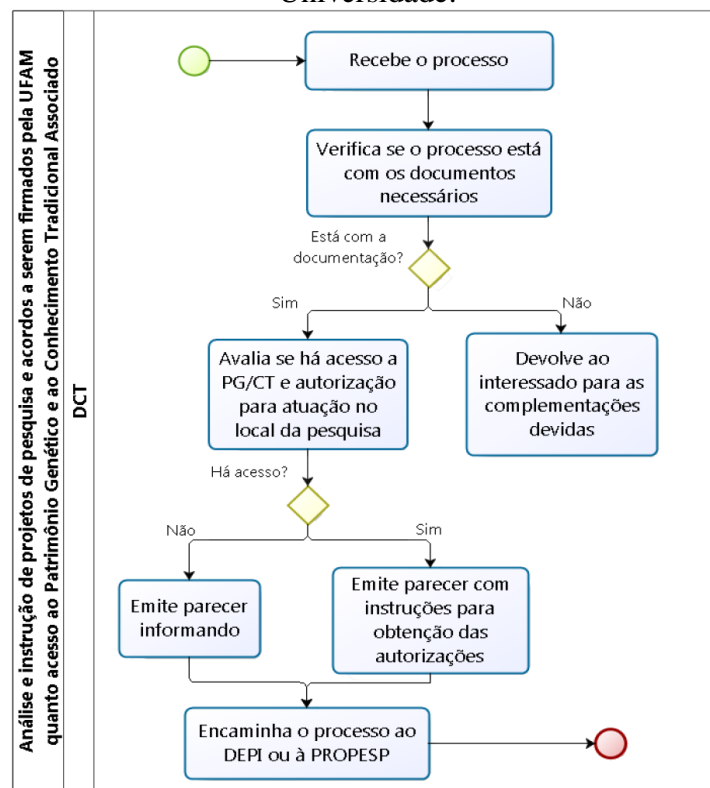 Universidade.
Análise e instrução de projetos de pesquisa e acordos a serem firmados pela UFAM
quanto acesso ao Patrimônio Genético e ao Conhecimento Tradicional Associado
DCT
Recebe o processo
Verifica se o processo está
com os documentos
necessários
Está com a
documentação?
Sim
Não
Avalia se há acesso a
PG/CT e autorização
para atuação no
local da pesquisa
Devolve ao
interessado para as
complementações
devidas
Há acesso?
Não
Sim
Emite parecer
informando
Emite parecer com
instruções para
obtenção das
autorizações
Encaminha o processo ao
DEPI ou à PROPESP